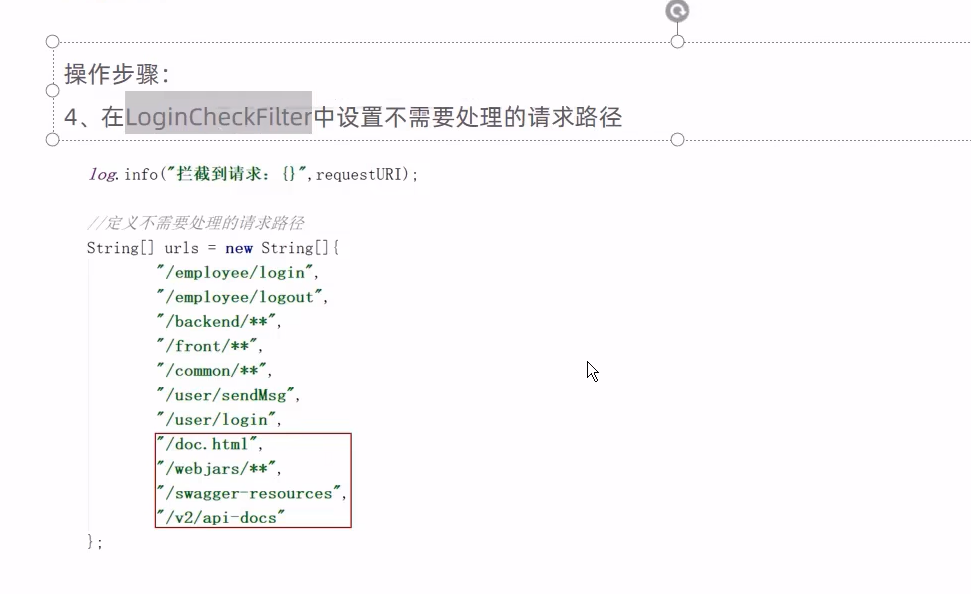 操作步骤：
4、在LoginCheckFilter中设置不需要处理的请求路径
log.info("拦截到请求：{}",requestURI);
//定义不需要处理的请求路径
String[] urls = new String[]{
"/employee/login",
"/employee/logout",
"/backend/**",
"/front/**",
"/common/**",
"/user/sendMsg",
"/user/login",
"/doc.html",
"/webjars/**",
"/swagger-resources",
"/v2/api-docs"
};